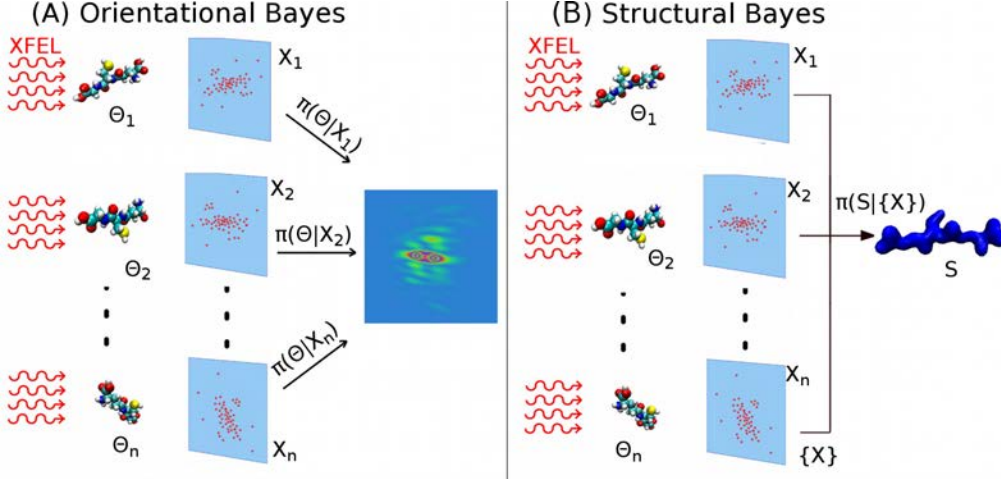 (A) Orientational Bayes
XFEL
Θ₁
X₁
π(Θ|X₁)
Θ₂
X₂
π(Θ|X₂)
Θₙ
Xₙ
π(Θ|Xₙ)
(B) Structural Bayes
XFEL
Θ₁
X₁
Θ₂
X₂
π(S|{X})
S
Θₙ
Xₙ
{X}